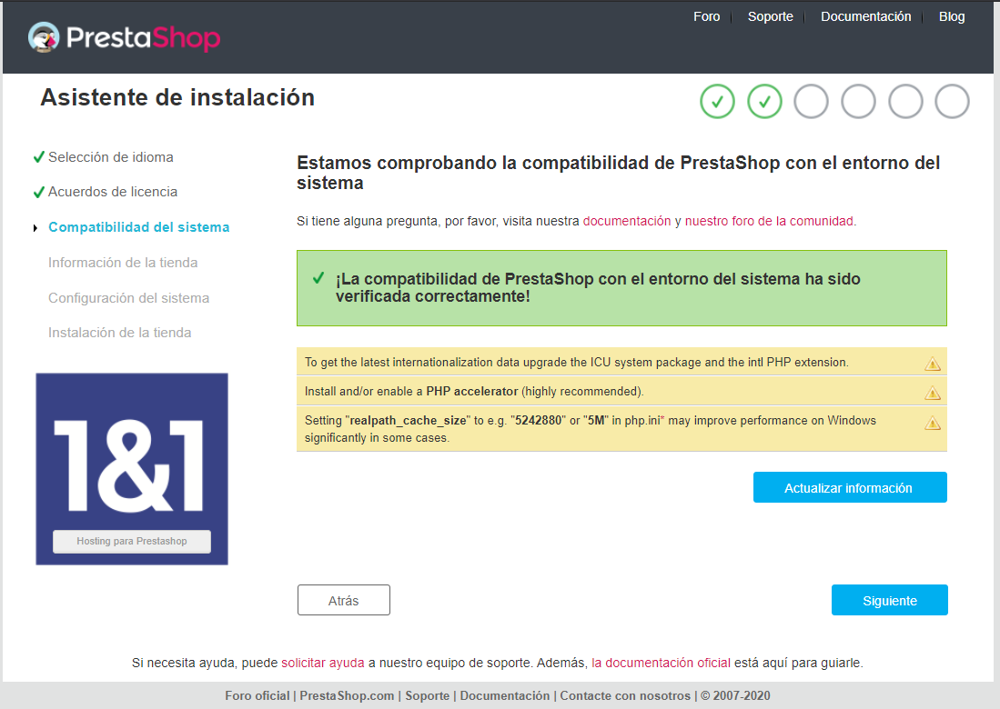 Foro
Soporte
Documentación
Blog
PrestaShop
Asistente de instalación
Selección de idioma
Acuerdos de licencia
Compatibilidad del sistema
Información de la tienda
Configuración del sistema
Instalación de la tienda
1&1
Hosting para Prestashop
Estamos comprobando la compatibilidad de PrestaShop con el entorno del
sistema
Si tiene alguna pregunta, por favor, visita nuestra documentación y nuestro foro de la comunidad.
¡La compatibilidad de PrestaShop con el entorno del sistema ha sido
verificada correctamente!
To get the latest internationalization data upgrade the ICU system package and the intl PHP extension.
Install and/or enable a PHP accelerator (highly recommended).
Setting "realpath_cache_size" to e.g. "5242880" or "5M" in php.ini* may improve performance on Windows
significantly in some cases.
Actualizar información
Atrás
Siguiente
Si necesita ayuda, puede solicitar ayuda a nuestro equipo de soporte. Además, la documentación oficial está aquí para guiarle.
Foro oficial | PrestaShop.com | Soporte | Documentación | Contacte con nosotros | © 2007-2020